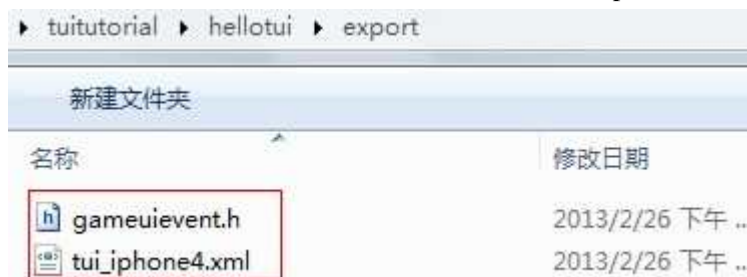 tuitutorial hellotui export
新建文件夹
名称 修改日期
gameuievent.h 2013/2/26 下午 ..
tui_iphone4.xml 2013/2/26 下午 ..